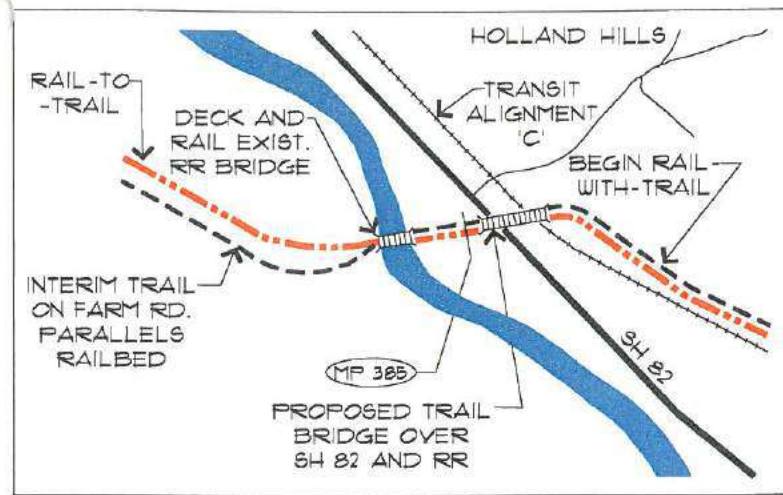 HOLLAND HILLS
RAIL-TO
-TRAIL
TRANSIT
ALIGNMENT
'C'
DECK AND
RAIL EXIST.
RR BRIDGE
BEGIN RAIL
WITH-TRAIL
INTERIM TRAIL
ON FARM RD.
PARALLELS
RAILBED
MP 385
SH 82
PROPOSED TRAIL
BRIDGE OVER
SH 82 AND RR